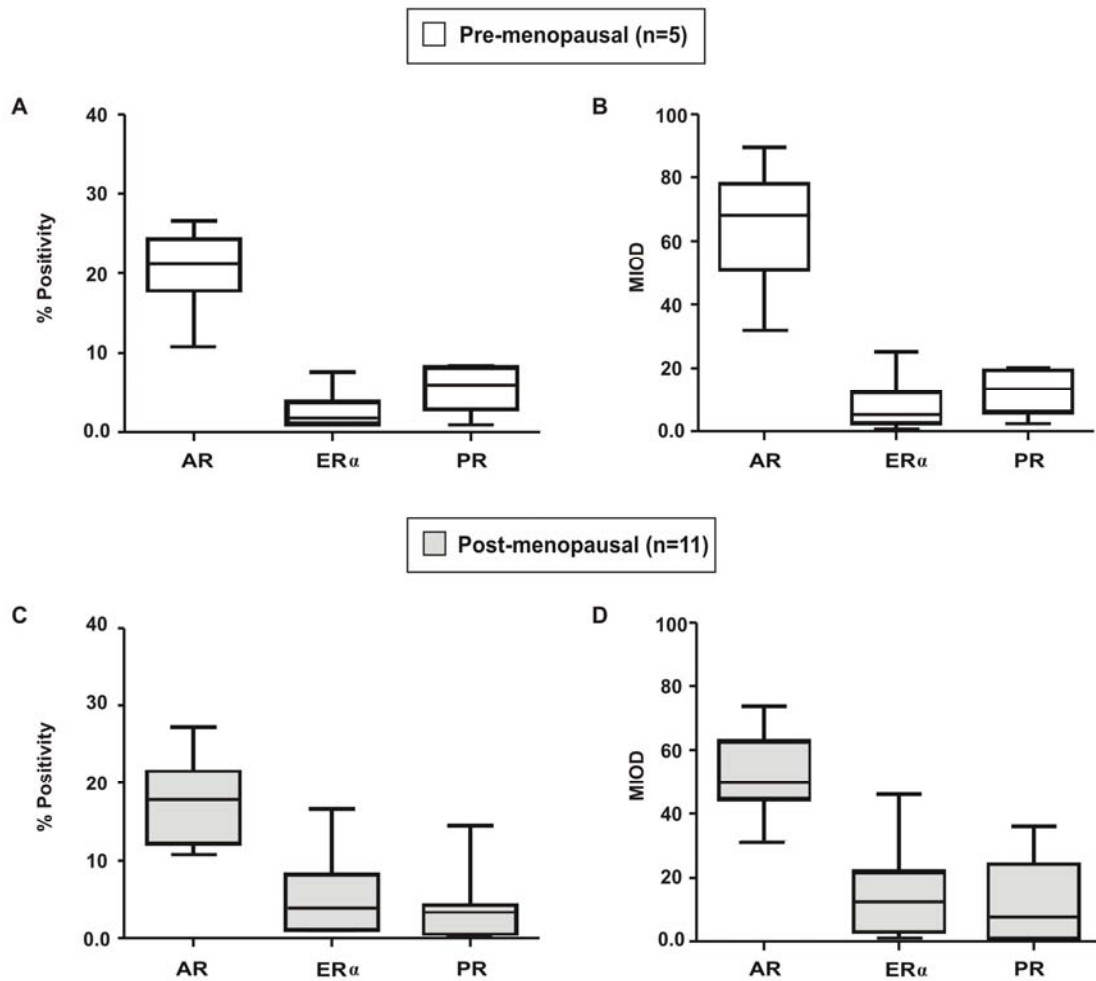 Pre-menopausal (n=5)
A
B
% Positivity
40
30
20
10
0.0
AR
ERα
PR
MIOD
100
80
60
40
20
0.0
AR
ERα
PR
Post-menopausal (n=11)
C
D
% Positivity
40
30
20
10
0.0
AR
ERα
PR
MIOD
100
80
60
40
20
0.0
AR
ERα
PR